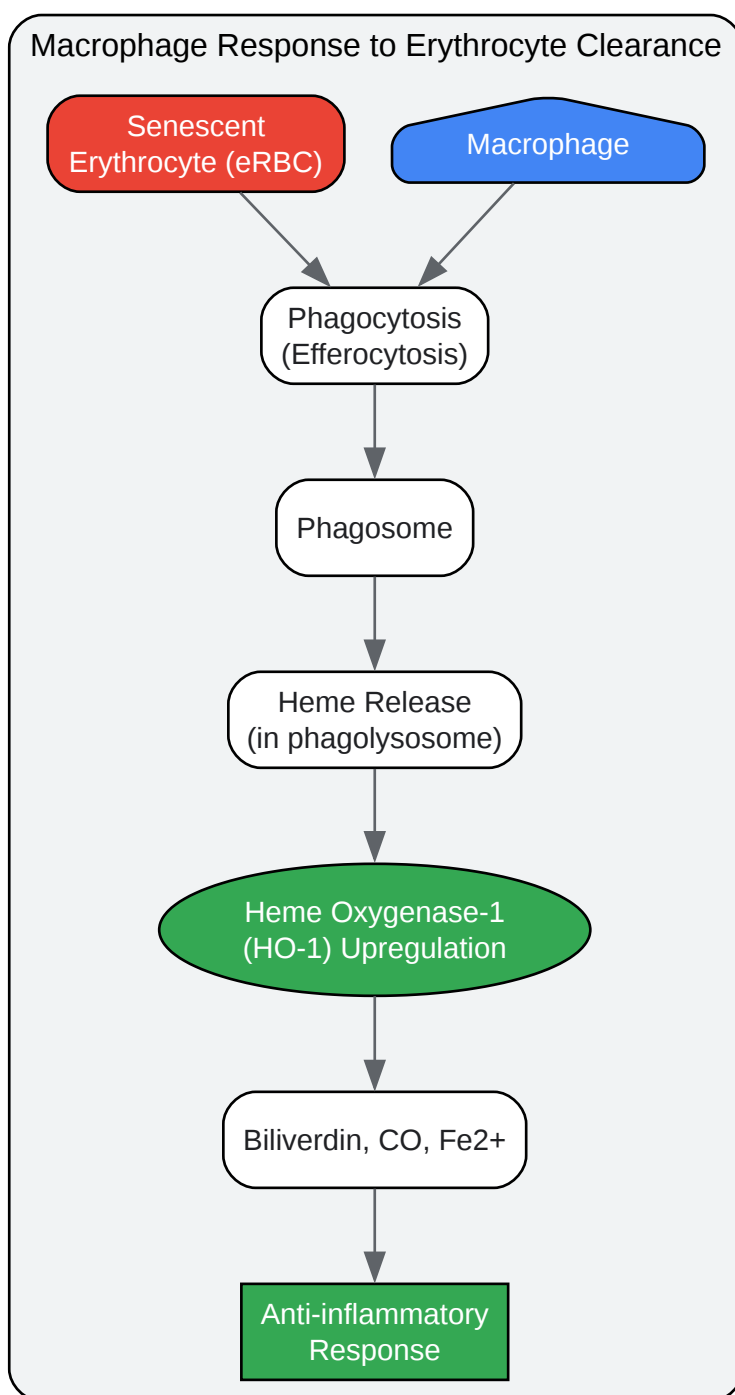 Macrophage Response to Erythrocyte Clearance
Senescent
Erythrocyte (eRBC)
Macrophage
Phagocytosis
(Efferocytosis)
Phagosome
Heme Release
(in phagolysosome)
Heme Oxygenase-1
(HO-1) Upregulation
Biliverdin, CO, Fe2+
Anti-inflammatory
Response